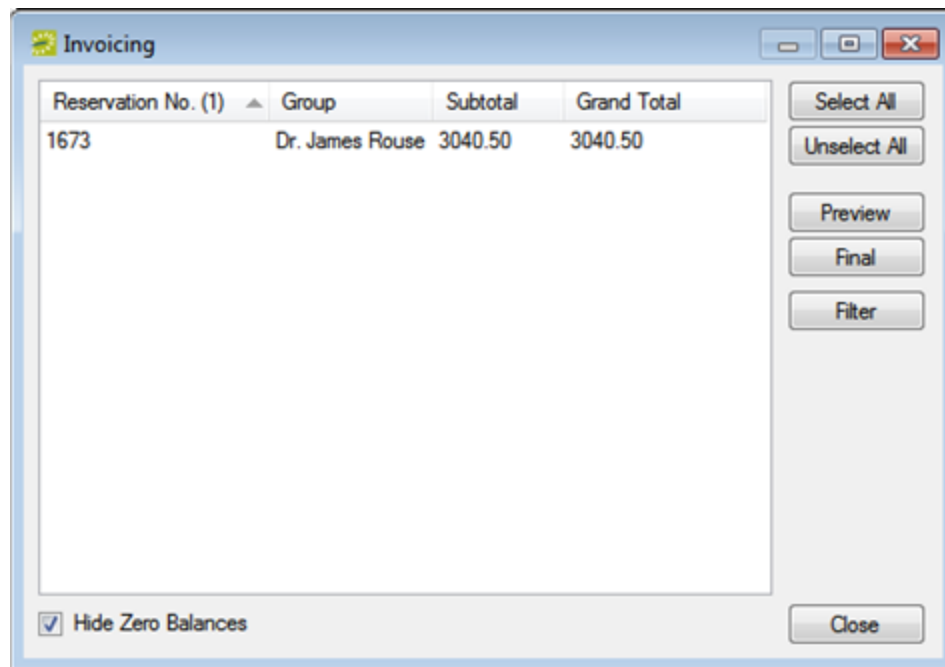 Invoicing
Reservation No. (1) Group Subtotal Grand Total
1673 Dr. James Rouse 3040.50 3040.50
Select All
Unselect All
Preview
Final
Filter
Hide Zero Balances
Close